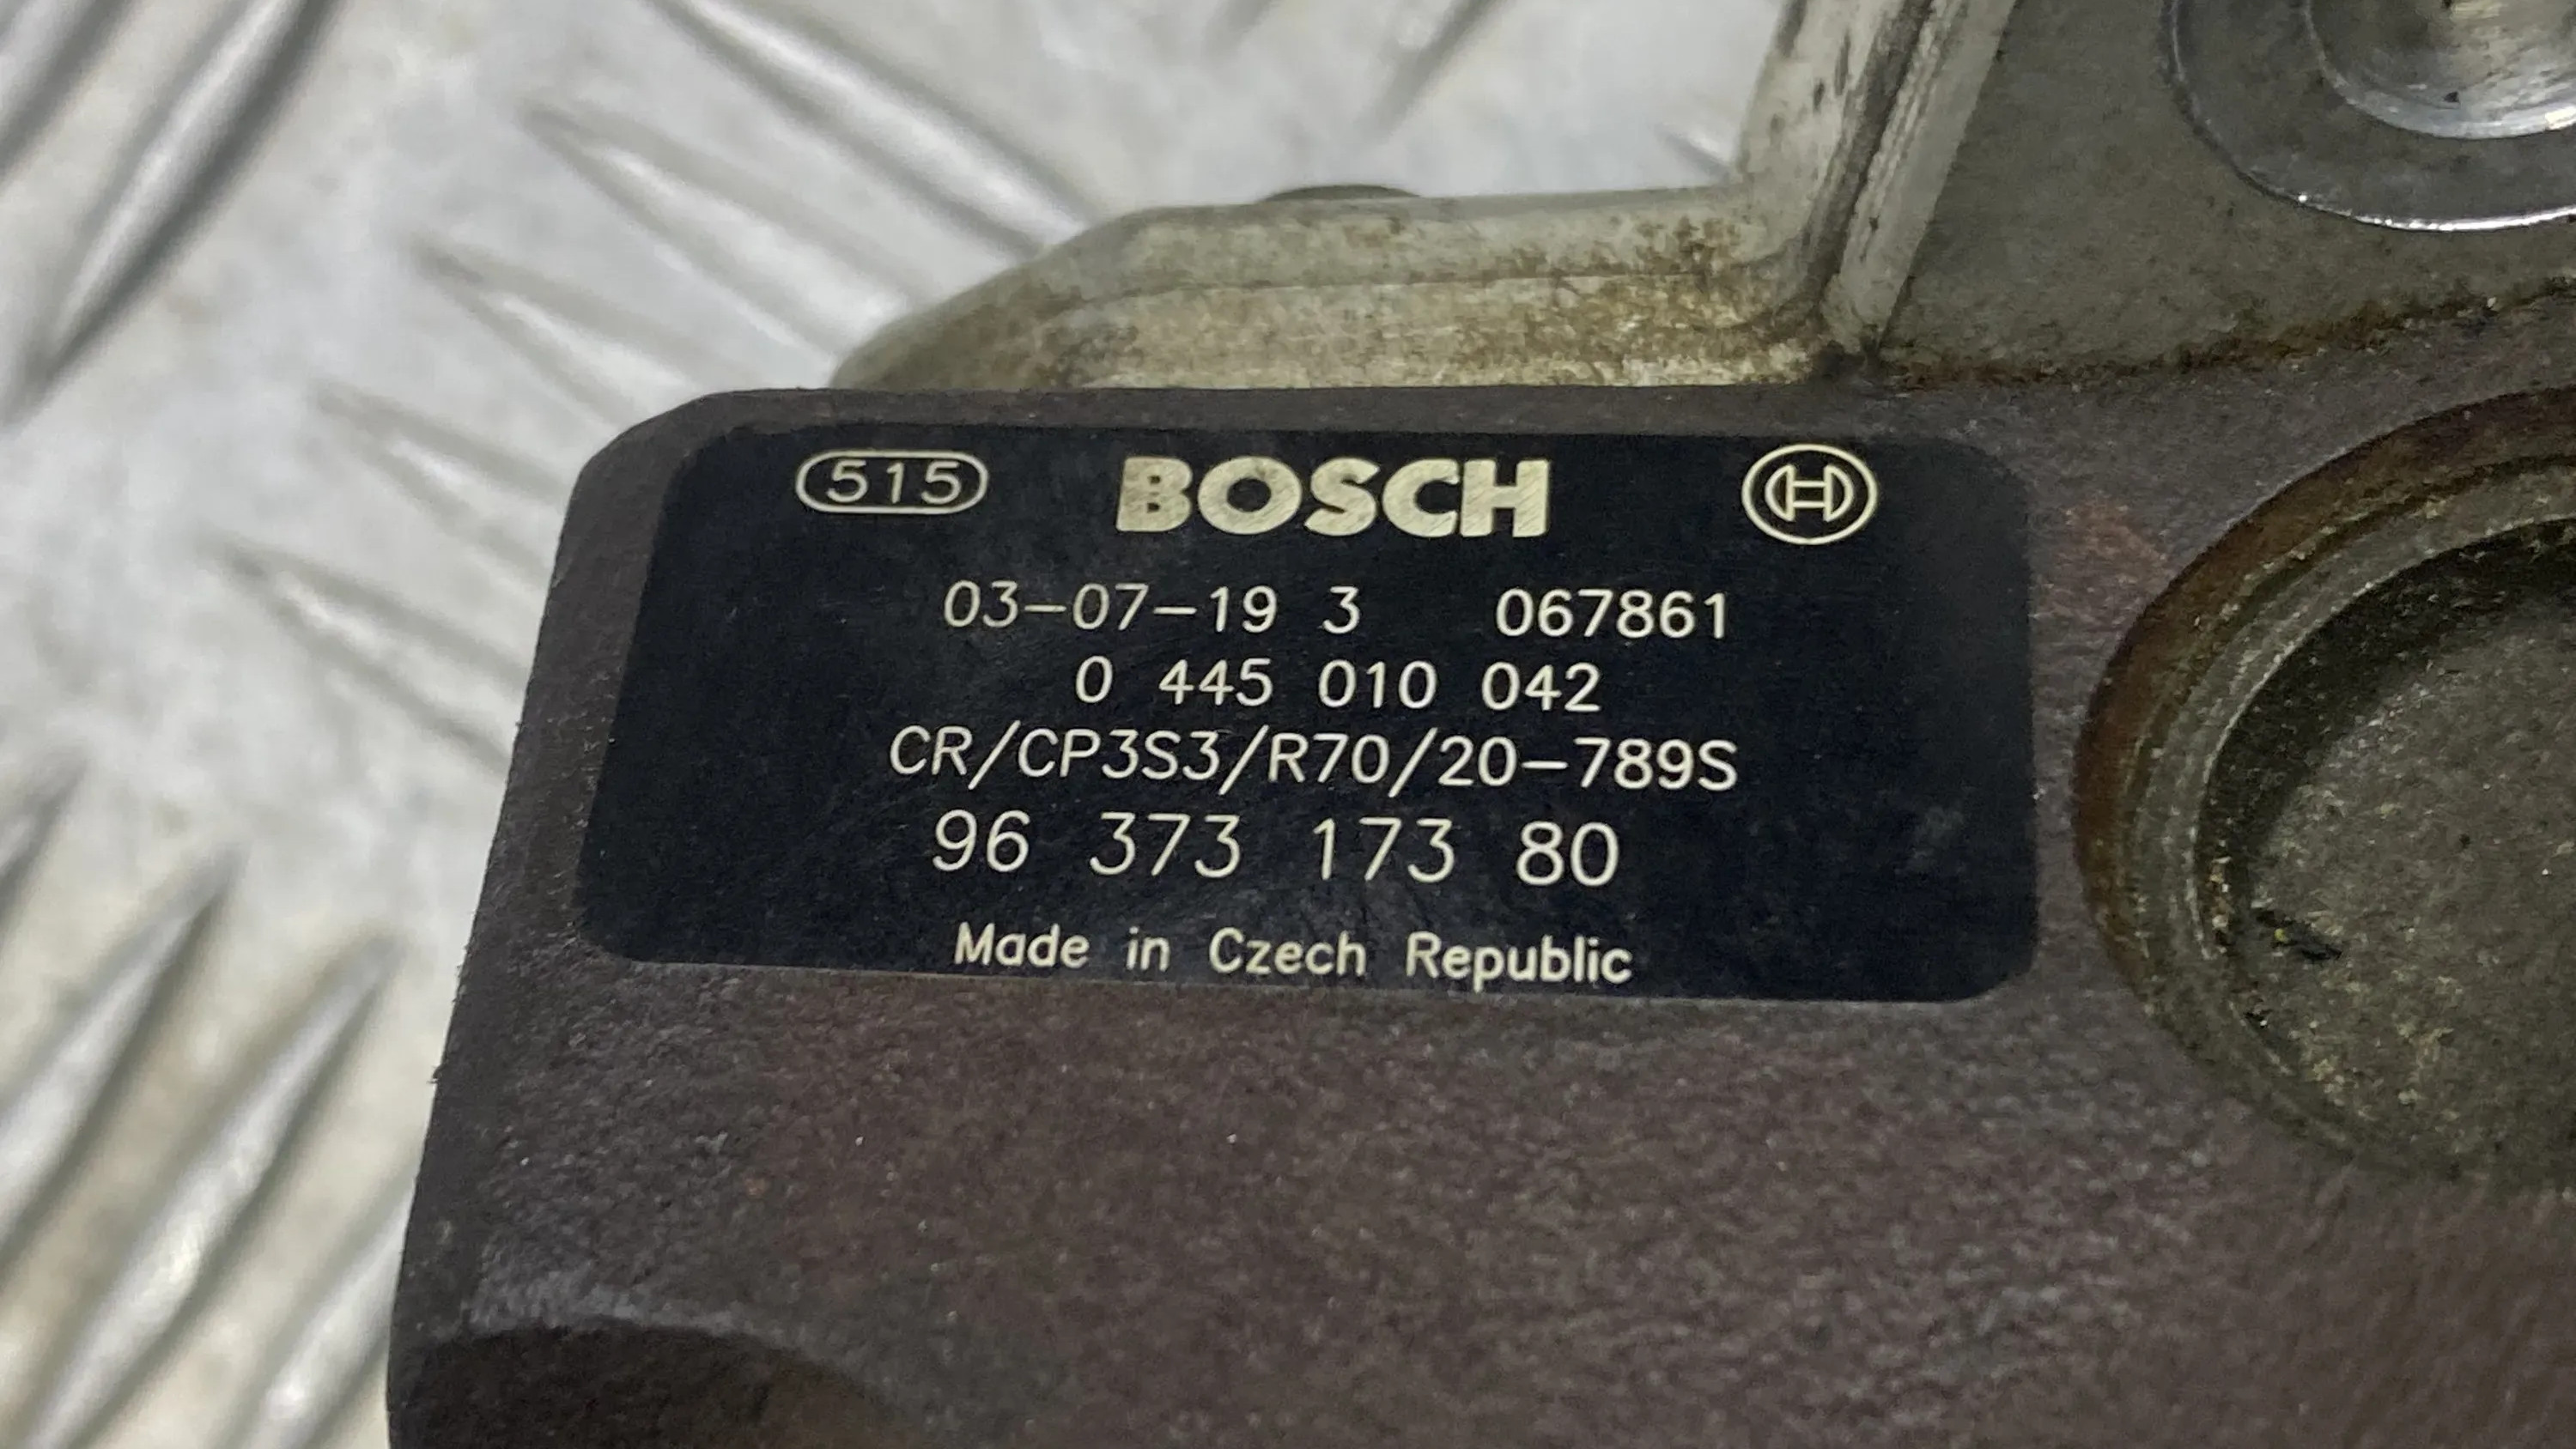 515 BOSCH
03-07-19 3 067861
0 445 010 042
CR/CP3S3/R70/20-789S
96 373 173 80
Made in Czech Republic